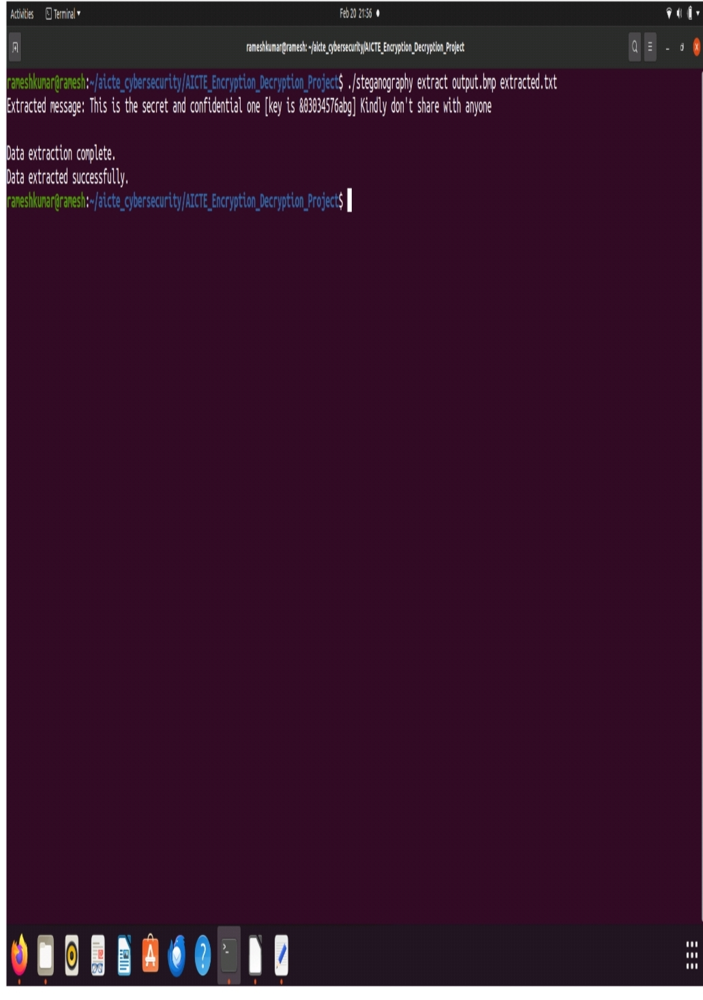 Activities Terminal Feb 20 21:56
rameshkumar@ramesh: ~/aicte_cybersecurity/AICTE_Encryption_Decryption_Project
rameshkumar@ramesh:~/aicte_cybersecurity/AICTE_Encryption_Decryption_Project$ ./steganography extract output.bmp extracted.txt
Extracted message: This is the secret and confidential one [key is &03034576abg] Kindly don't share with anyone
Data extraction complete.
Data extracted successfully.
rameshkumar@ramesh:~/aicte_cybersecurity/AICTE_Encryption_Decryption_Project$